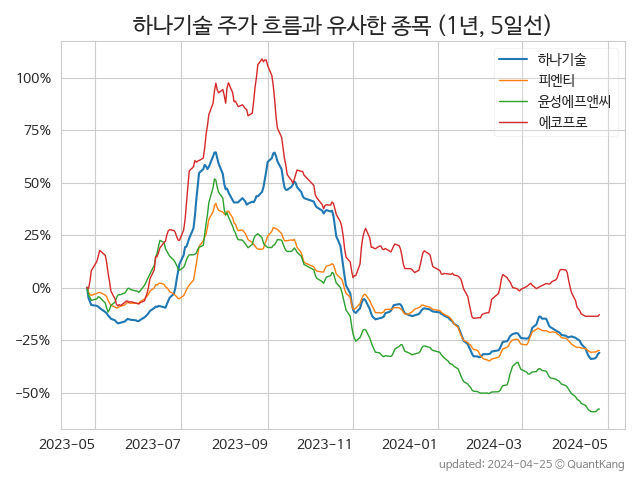 하나기술 주가 흐름과 유사한 종목 (1년, 5일선)
하나기술
피엔티
윤성에프앤씨
에코프로
100%
75%
50%
25%
0%
−25%
−50%
2023-05
2023-07
2023-09
2023-11
2024-01
2024-03
2024-05
updated: 2024-04-25 © QuantKang